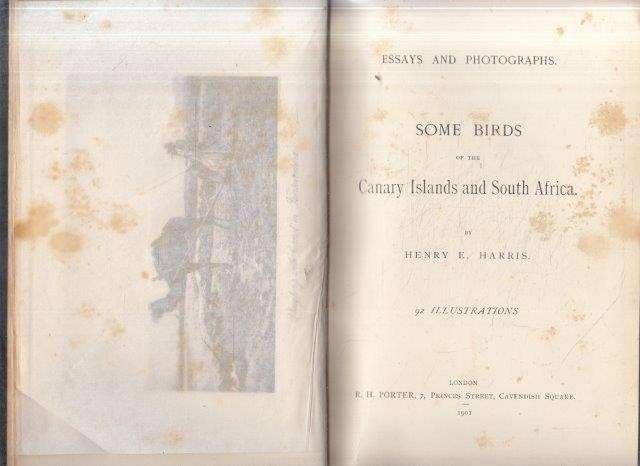 ESSAYS AND PHOTOGRAPHS.
SOME BIRDS
OF THE
Canary Islands and South Africa.
BY
HENRY E. HARRIS.
92 ILLUSTRATIONS
LONDON
R. H. PORTER, 7, PRINCES STREET, CAVENDISH SQUARE.
1901